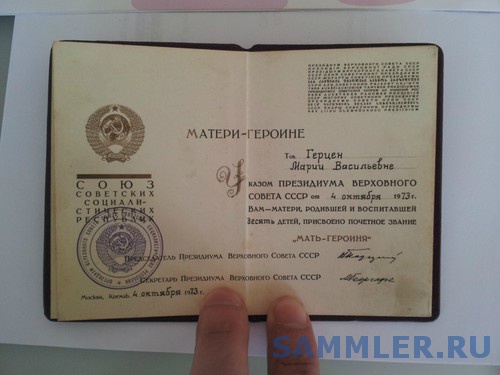 МАТЕРИ-ГЕРОИНЕ
СОЮЗ
СОВЕТСКИХ
СОЦИАЛИ-
СТИЧЕСКИХ
РЕСПУБЛИК
Тов. Герцен
Марии Васильевне
Указом ПРЕЗИДИУМА ВЕРХОВНОГО
СОВЕТА СССР от 4 октября 1973 г.
Вам—матери, родившей и воспитавшей
десять детей, присвоено почетное звание
„МАТЬ-ГЕРОИНЯ"
Председатель Президиума Верховного Совета СССР
Секретарь Президиума Верховного Совета СССР
Москва, Кремль 4 октября 1973 г.
SAMMLER.RU